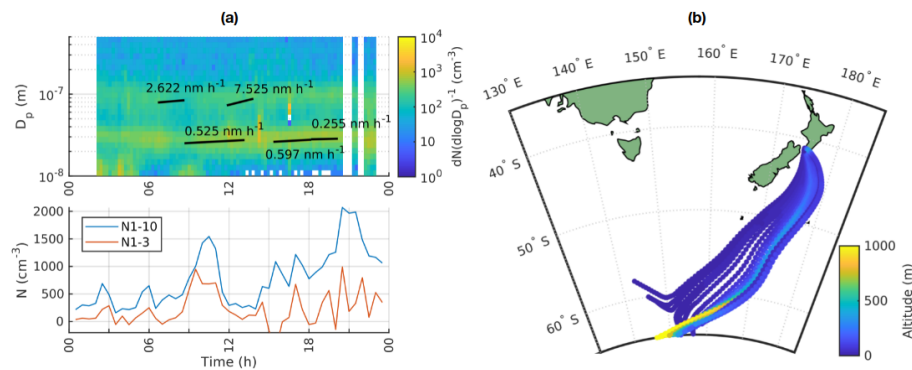 (a)
10⁻⁷
10⁻⁸
D_p (m)
2.622 nm h⁻¹
7.525 nm h⁻¹
0.525 nm h⁻¹
0.255 nm h⁻¹
0.597 nm h⁻¹
00 06 12 18 00
10⁴
10³
10²
10¹
10⁰
dN(dlogD_p)⁻¹ (cm⁻³)
2000
1500
1000
500
0
N (cm⁻³)
N1-10
N1-3
00 06 12 18 00
Time (h)
(b)
130° E 140° E 150° E 160° E 170° E 180° E
40° S
50° S
60° S
1000
500
0
Altitude (m)